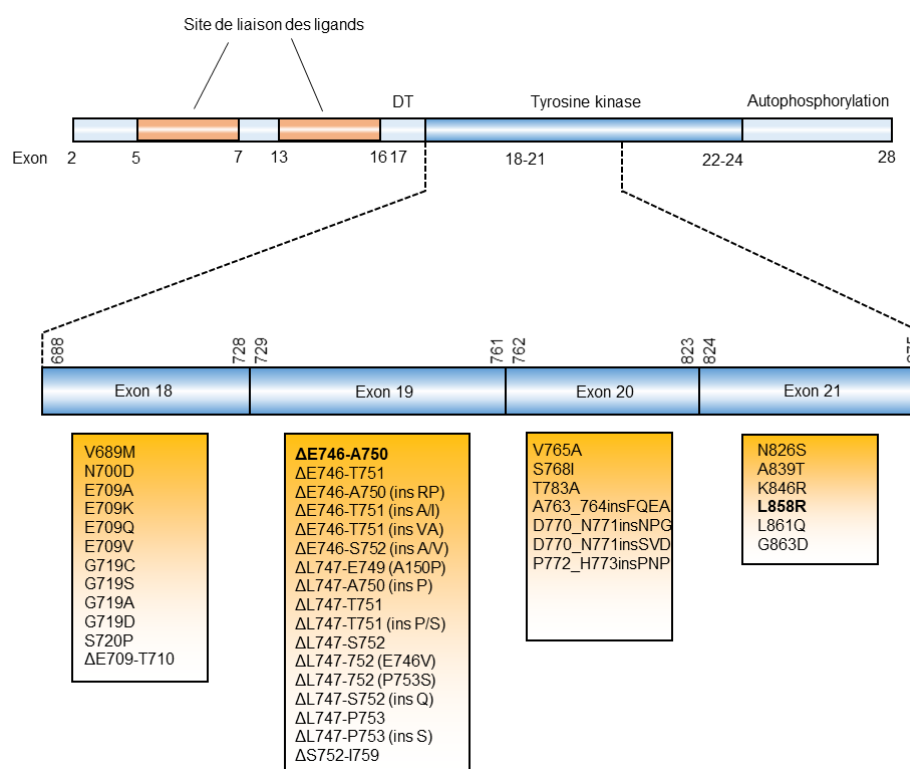 Site de liaison des ligands
DT
Tyrosine kinase
Autophosphorylation
Exon
2
5
7
13
16
17
18-21
22-24
28
688
728
729
761
762
823
824
Exon 18
Exon 19
Exon 20
Exon 21
V689M
N700D
E709A
E709K
E709Q
E709V
G719C
G719S
G719A
G719D
S720P
ΔE709-T710
ΔE746-A750
ΔE746-T751
ΔE746-A750 (ins RP)
ΔE746-T751 (ins A/I)
ΔE746-T751 (ins VA)
ΔE746-S752 (ins A/V)
ΔL747-E749 (A150P)
ΔL747-A750 (ins P)
ΔL747-T751
ΔL747-T751 (ins P/S)
ΔL747-S752
ΔL747-752 (E746V)
ΔL747-752 (P753S)
ΔL747-S752 (ins Q)
ΔL747-P753
ΔL747-P753 (ins S)
ΔS752-I759
V765A
S768I
T783A
A763_764insFQEA
D770_N771insNPG
D770_N771insSVD
P772_H773insPNP
N826S
A839T
K846R
L858R
L861Q
G863D